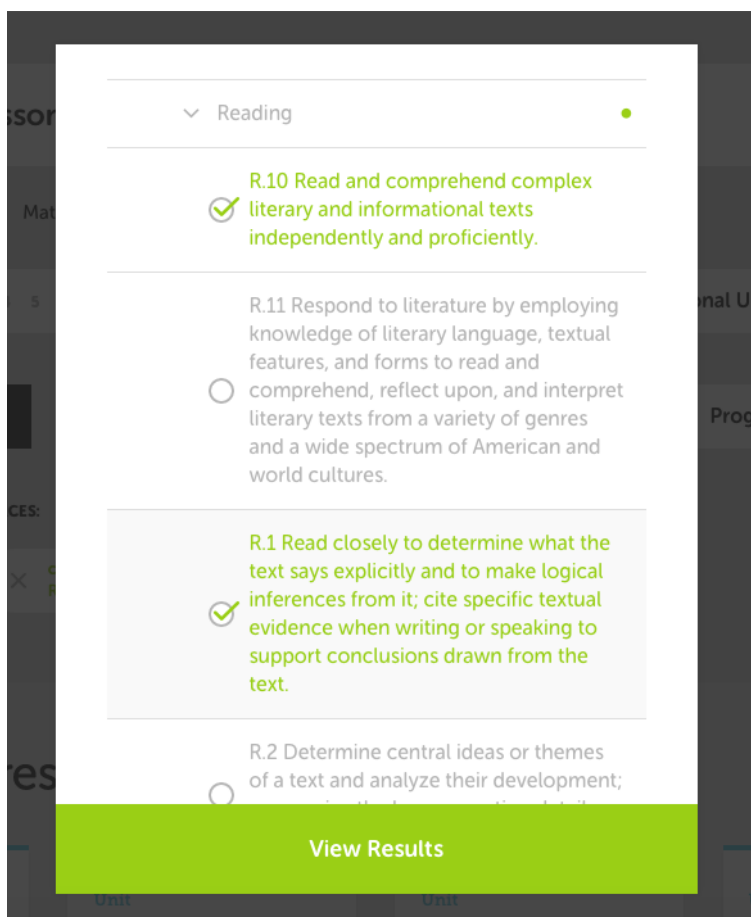 Reading
R.10 Read and comprehend complex
literary and informational texts
independently and proficiently.
R.11 Respond to literature by employing
knowledge of literary language, textual
features, and forms to read and
comprehend, reflect upon, and interpret
literary texts from a variety of genres
and a wide spectrum of American and
world cultures.
R.1 Read closely to determine what the
text says explicitly and to make logical
inferences from it; cite specific textual
evidence when writing or speaking to
support conclusions drawn from the
text.
R.2 Determine central ideas or themes
of a text and analyze their development;
View Results
5
Unit
Unit